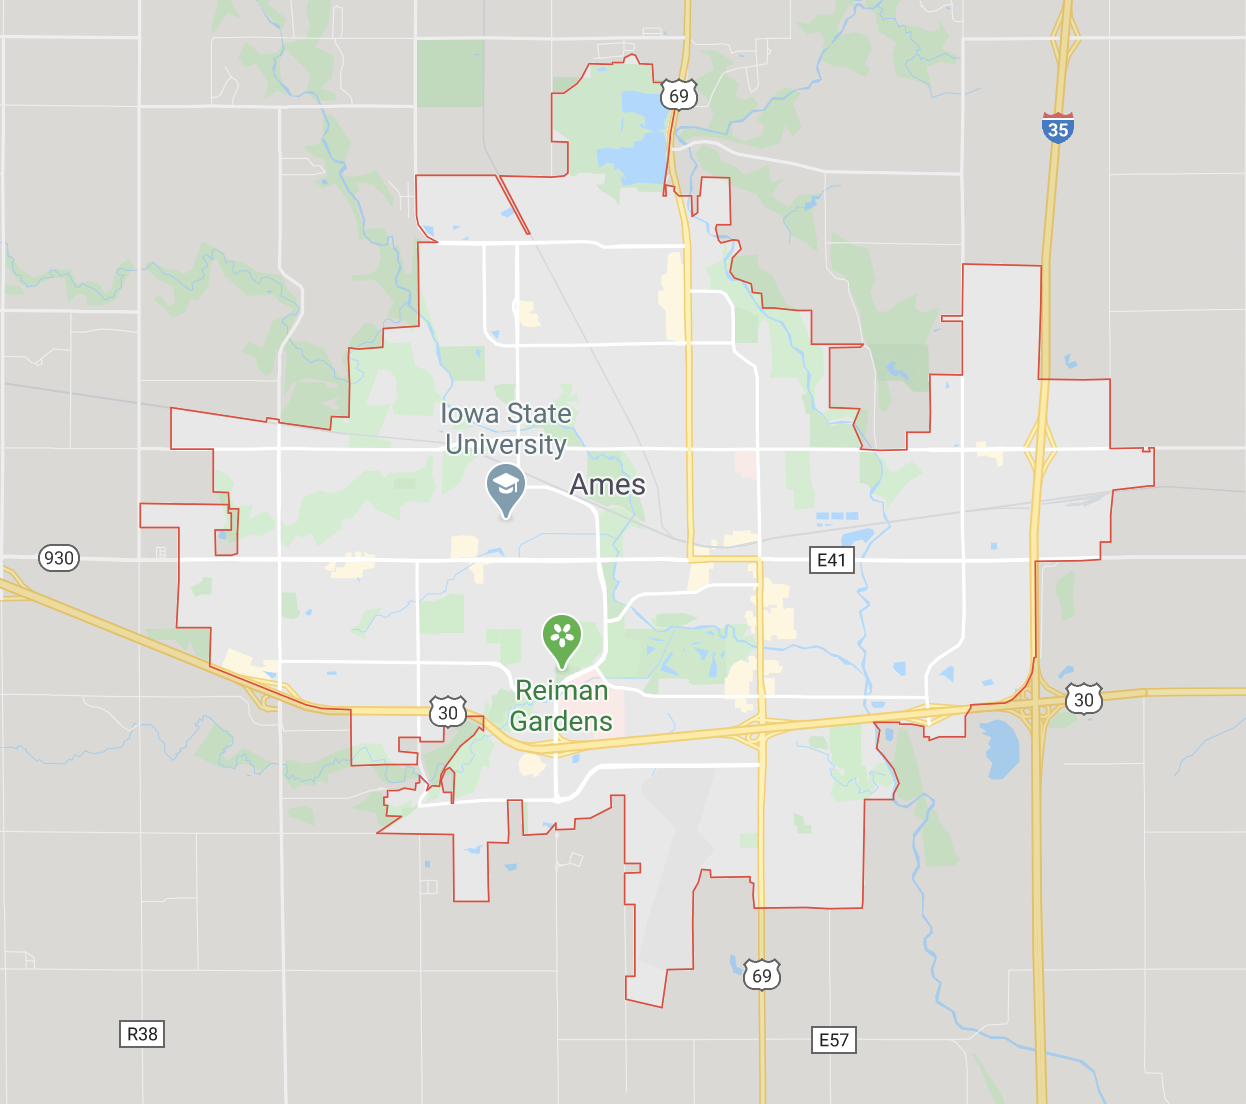 69
35
Iowa State
University
Ames
930
E41
Reiman
Gardens
30
30
69
R38
E57